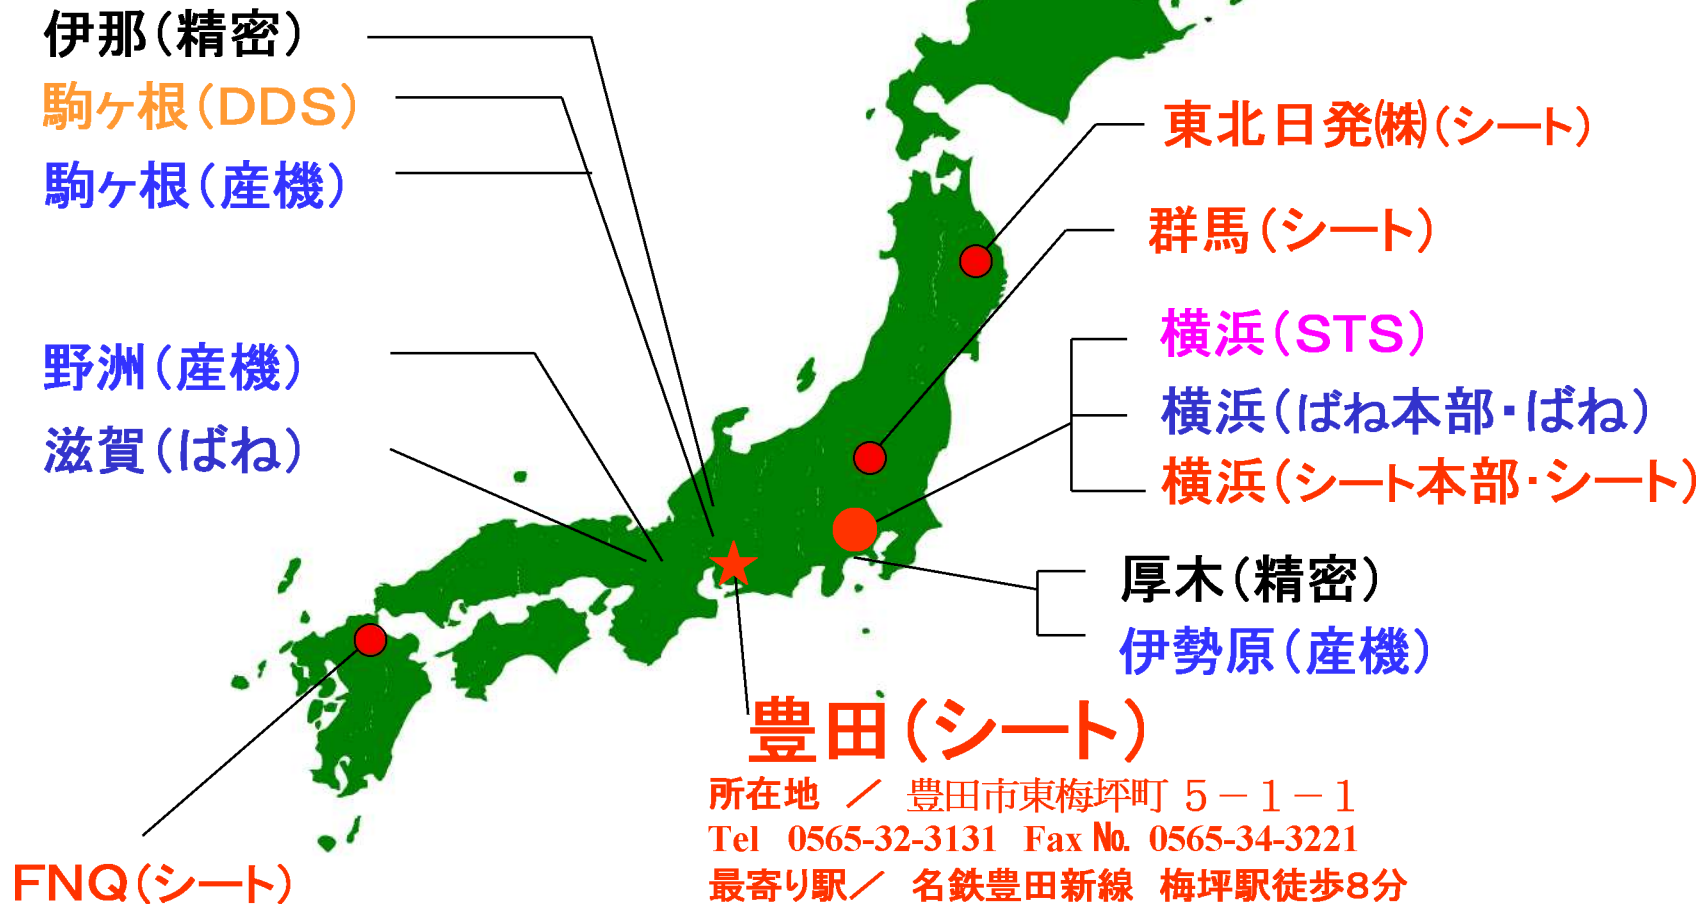 伊那（精密）
駒ヶ根（DDS）
駒ヶ根（産機）
野洲（産機）
滋賀（ばね）
FNQ（シート）
東北日発㈱（シート）
群馬（シート）
横浜（STS）
横浜（ばね本部・ばね）
横浜（シート本部・シート）
厚木（精密）
伊勢原（産機）
豊田（シート）
所在地 ／ 豊田市東梅坪町 ５－１－１
Tel 0565-32-3131 Fax №. 0565-34-3221
最寄り駅／ 名鉄豊田新線 梅坪駅徒歩8分